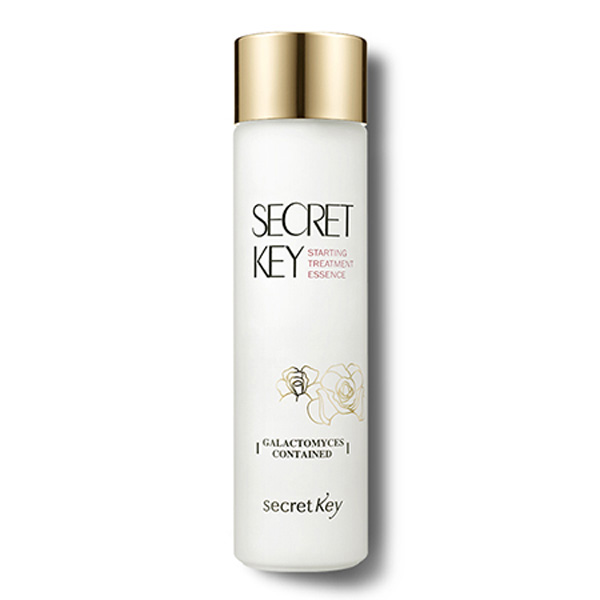 SECRET
KEY
STARTING
TREATMENT
ESSENCE
GALACTOMYCES
CONTAINED
secretKey